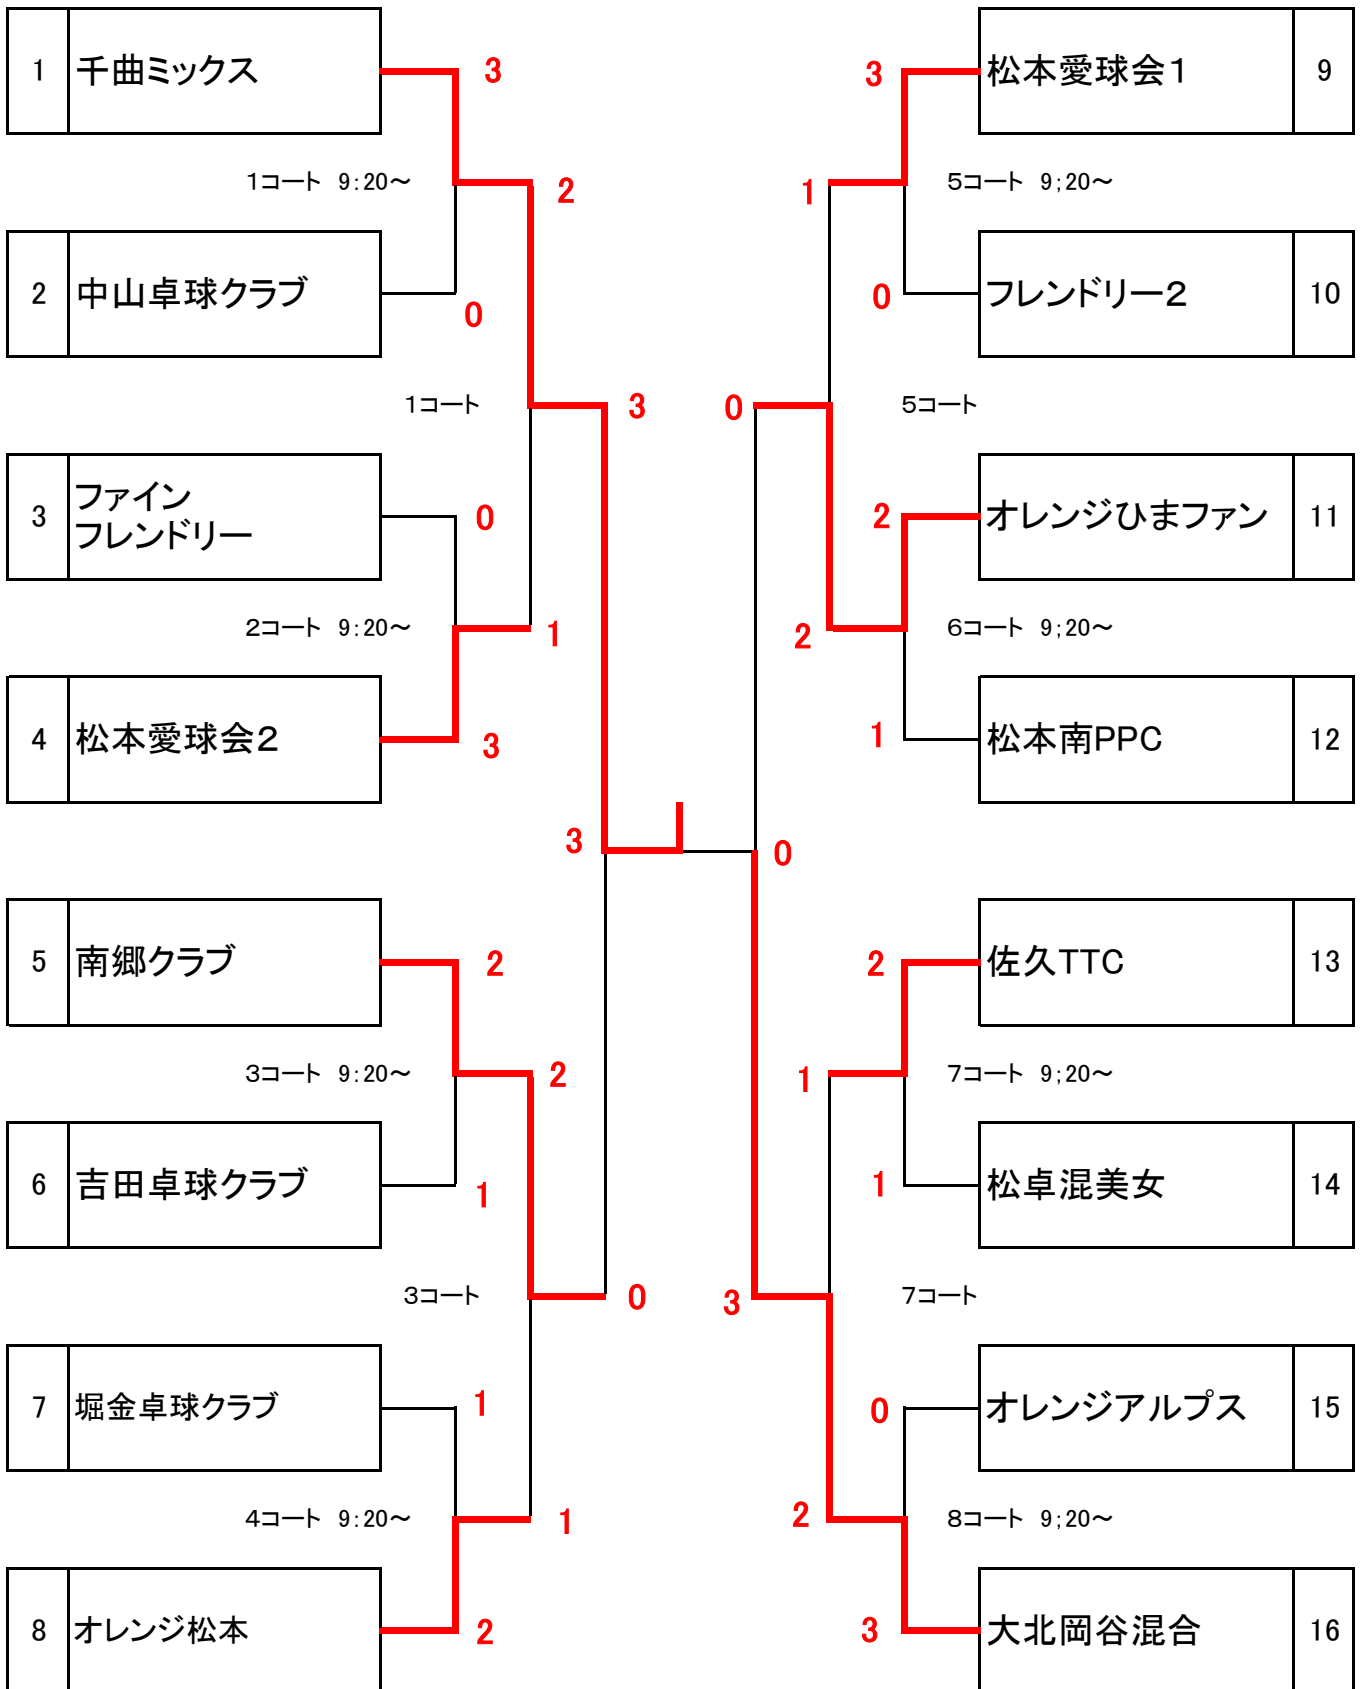 1 千曲ミックス 3
1コート 9:20～ 2
2 中山卓球クラブ 0
1コート 3
3 ファイン
フレンドリー 0
2コート 9:20～ 1
4 松本愛球会2 3
3
5 南郷クラブ 2
3コート 9:20～ 2
6 吉田卓球クラブ 1
3コート 0
7 堀金卓球クラブ 1
4コート 9:20～ 1
8 オレンジ松本 2
3 松本愛球会1 9
1 5コート 9;20～
0 フレンドリー2 10
0 5コート
2 オレンジひまファン 11
2 6コート 9;20～
1 松本南PPC 12
0
2 佐久TTC 13
1 7コート 9;20～
1 松卓混美女 14
3 7コート
0 オレンジアルプス 15
2 8コート 9;20～
3 大北岡谷混合 16